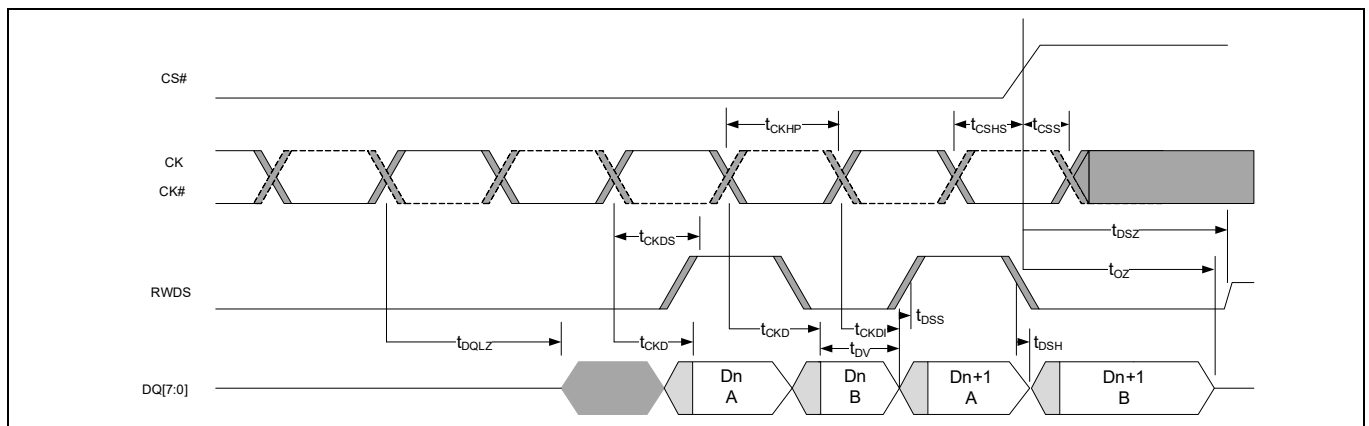 CS#
tCKHP
tCSHS
tCSS
CK
CK#
tCKDS
tDSZ
tOZ
RWDS
tDSS
tCKD
tCKDI
tDQLZ
tCKD
tDV
tDSH
DQ[7:0]
Dn
A
Dn
B
Dn+1
A
Dn+1
B